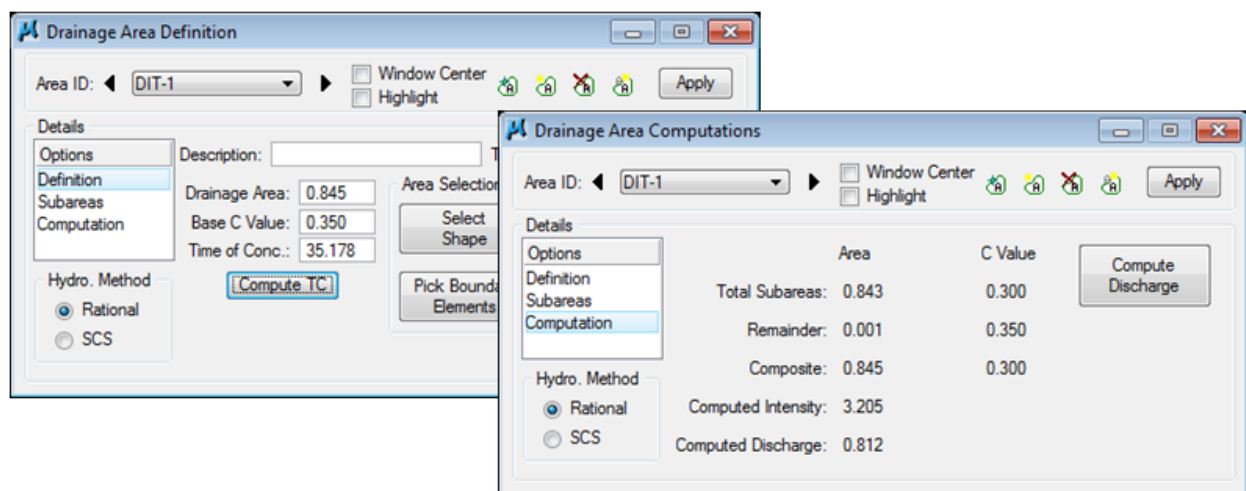 Drainage Area Definition
Area ID: DIT-1 Window Center Highlight Apply
Details
Options
Definition
Subareas
Computation
Description:
Drainage Area: 0.845
Base C Value: 0.350
Time of Conc.: 35.178
Compute TC
Area Selection
Select
Shape
Pick Bounda
Elements
Hydro. Method
Rational
SCS
Drainage Area Computations
Area ID: DIT-1 Window Center Highlight Apply
Details
Options
Definition
Subareas
Computation
Hydro. Method
Rational
SCS
Area C Value
Total Subareas: 0.843 0.300
Remainder: 0.001 0.350
Composite: 0.845 0.300
Computed Intensity: 3.205
Computed Discharge: 0.812
Compute
Discharge